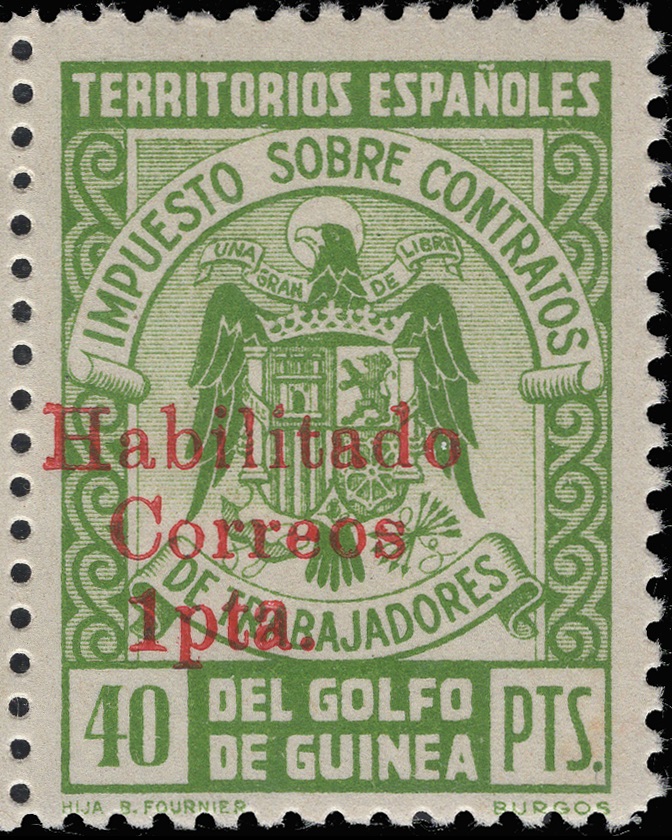 TERRITORIOS ESPAÑOLES
IMPUESTO SOBRE CONTRATOS
UNA GRAN DE LIBRE
Habilitado
Correos
DE TRABAJADORES
1pta.
40 DEL GOLFO PTS.
DE GUINEA
HIJA B. FOURNIER BURGOS